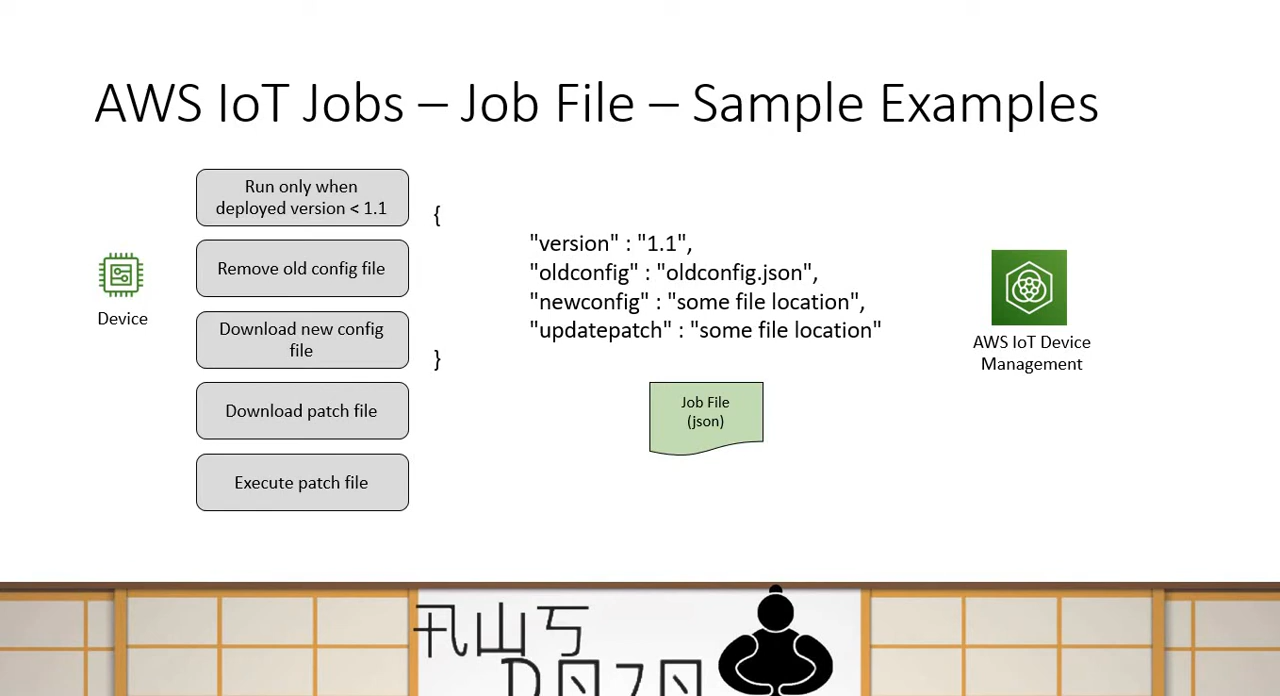 AWS IoT Jobs – Job File – Sample Examples
Run only when
deployed version < 1.1
Remove old config file
Download new config
file
Download patch file
Execute patch file
Device
{
"version" : "1.1",
"oldconfig" : "oldconfig.json",
"newconfig" : "some file location",
"updatepatch" : "some file location"
}
Job File
(json)
AWS IoT Device
Management